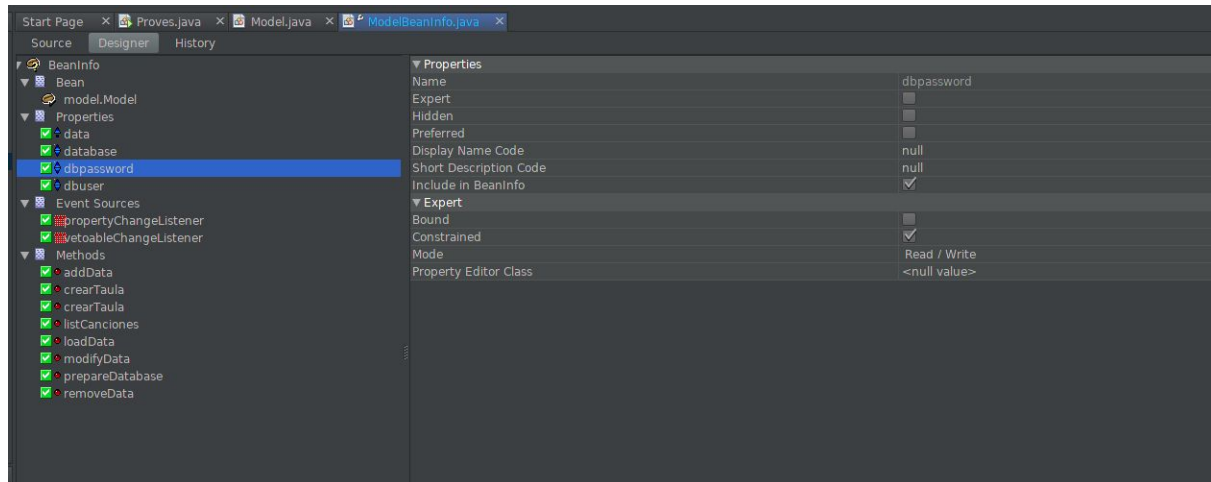 Start Page Proves.java Model.java ModelBeanInfo.java
Source Designer History
BeanInfo
Bean
model.Model
Properties
data
database
dbpassword
dbuser
Event Sources
propertyChangeListener
vetoableChangeListener
Methods
addData
crearTaula
crearTaula
listCanciones
loadData
modifyData
prepareDatabase
removeData
Properties
Name dbpassword
Expert
Hidden
Preferred
Display Name Code null
Short Description Code null
Include in BeanInfo
Expert
Bound
Constrained
Mode Read / Write
Property Editor Class <null value>